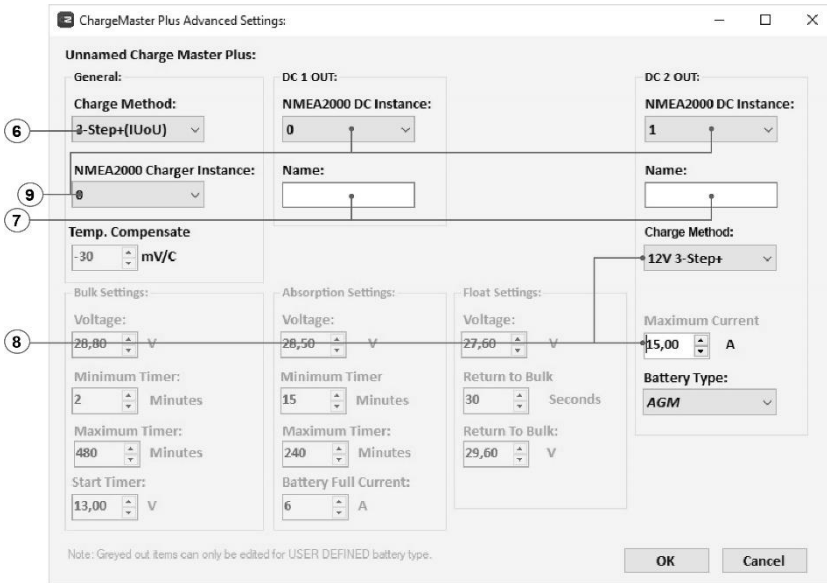 ChargeMaster Plus Advanced Settings:
Unnamed Charge Master Plus:
General:
Charge Method:
3-Step+(IUoU)
NMEA2000 Charger Instance:
0
Temp. Compensate
-30 mV/C
DC 1 OUT:
NMEA2000 DC Instance:
0
Name:
DC 2 OUT:
NMEA2000 DC Instance:
1
Name:
Charge Method:
12V 3-Step+
Maximum Current
15,00 A
Battery Type:
AGM
Bulk Settings:
Voltage:
28,80 V
Minimum Timer:
2 Minutes
Maximum Timer:
480 Minutes
Start Timer:
13,00 V
Absorption Settings:
Voltage:
28,50 V
Minimum Timer
15 Minutes
Maximum Timer:
240 Minutes
Battery Full Current:
6 A
Float Settings:
Voltage:
27,60 V
Return to Bulk
30 Seconds
Return To Bulk:
29,60 V
Note: Greyed out items can only be edited for USER DEFINED battery type.
OK
Cancel
6
9
7
8